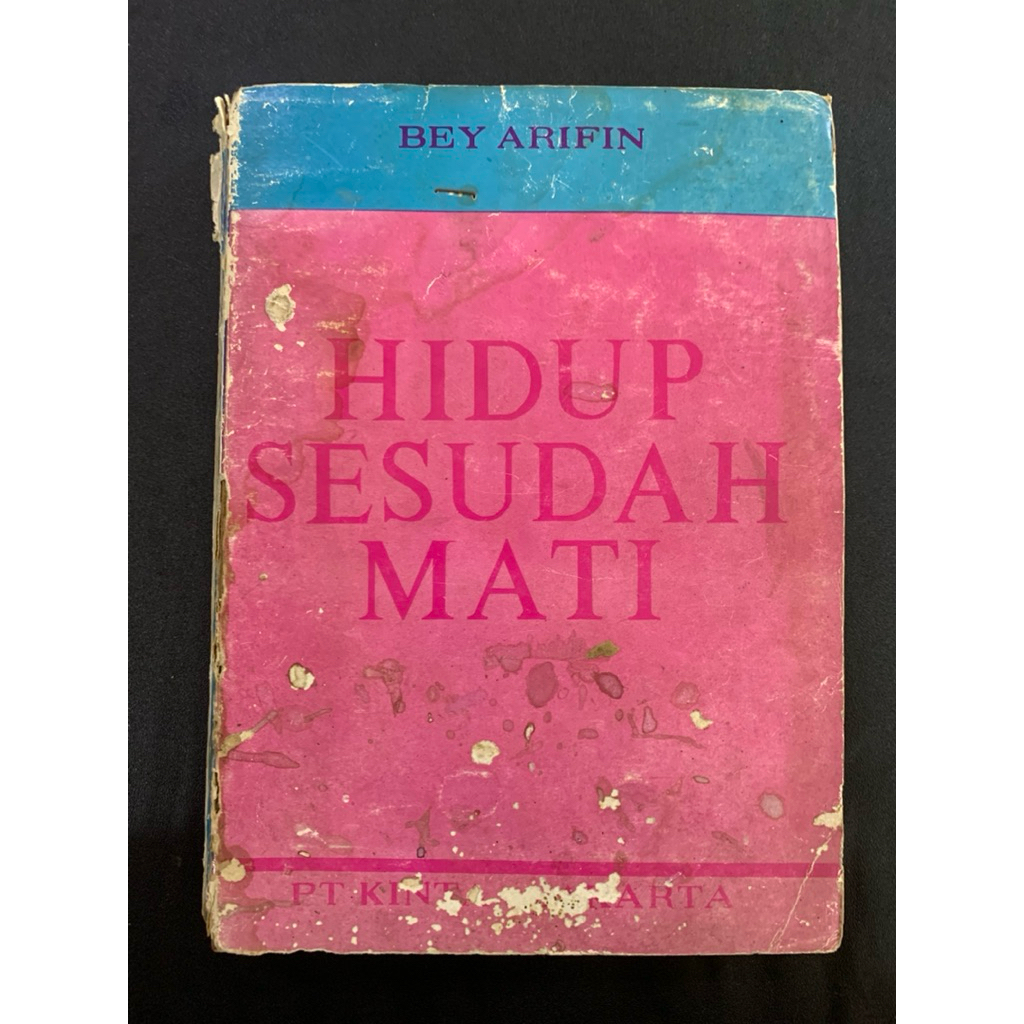 BEY ARIFIN
HIDUP
SESUDAH
MATI
PT